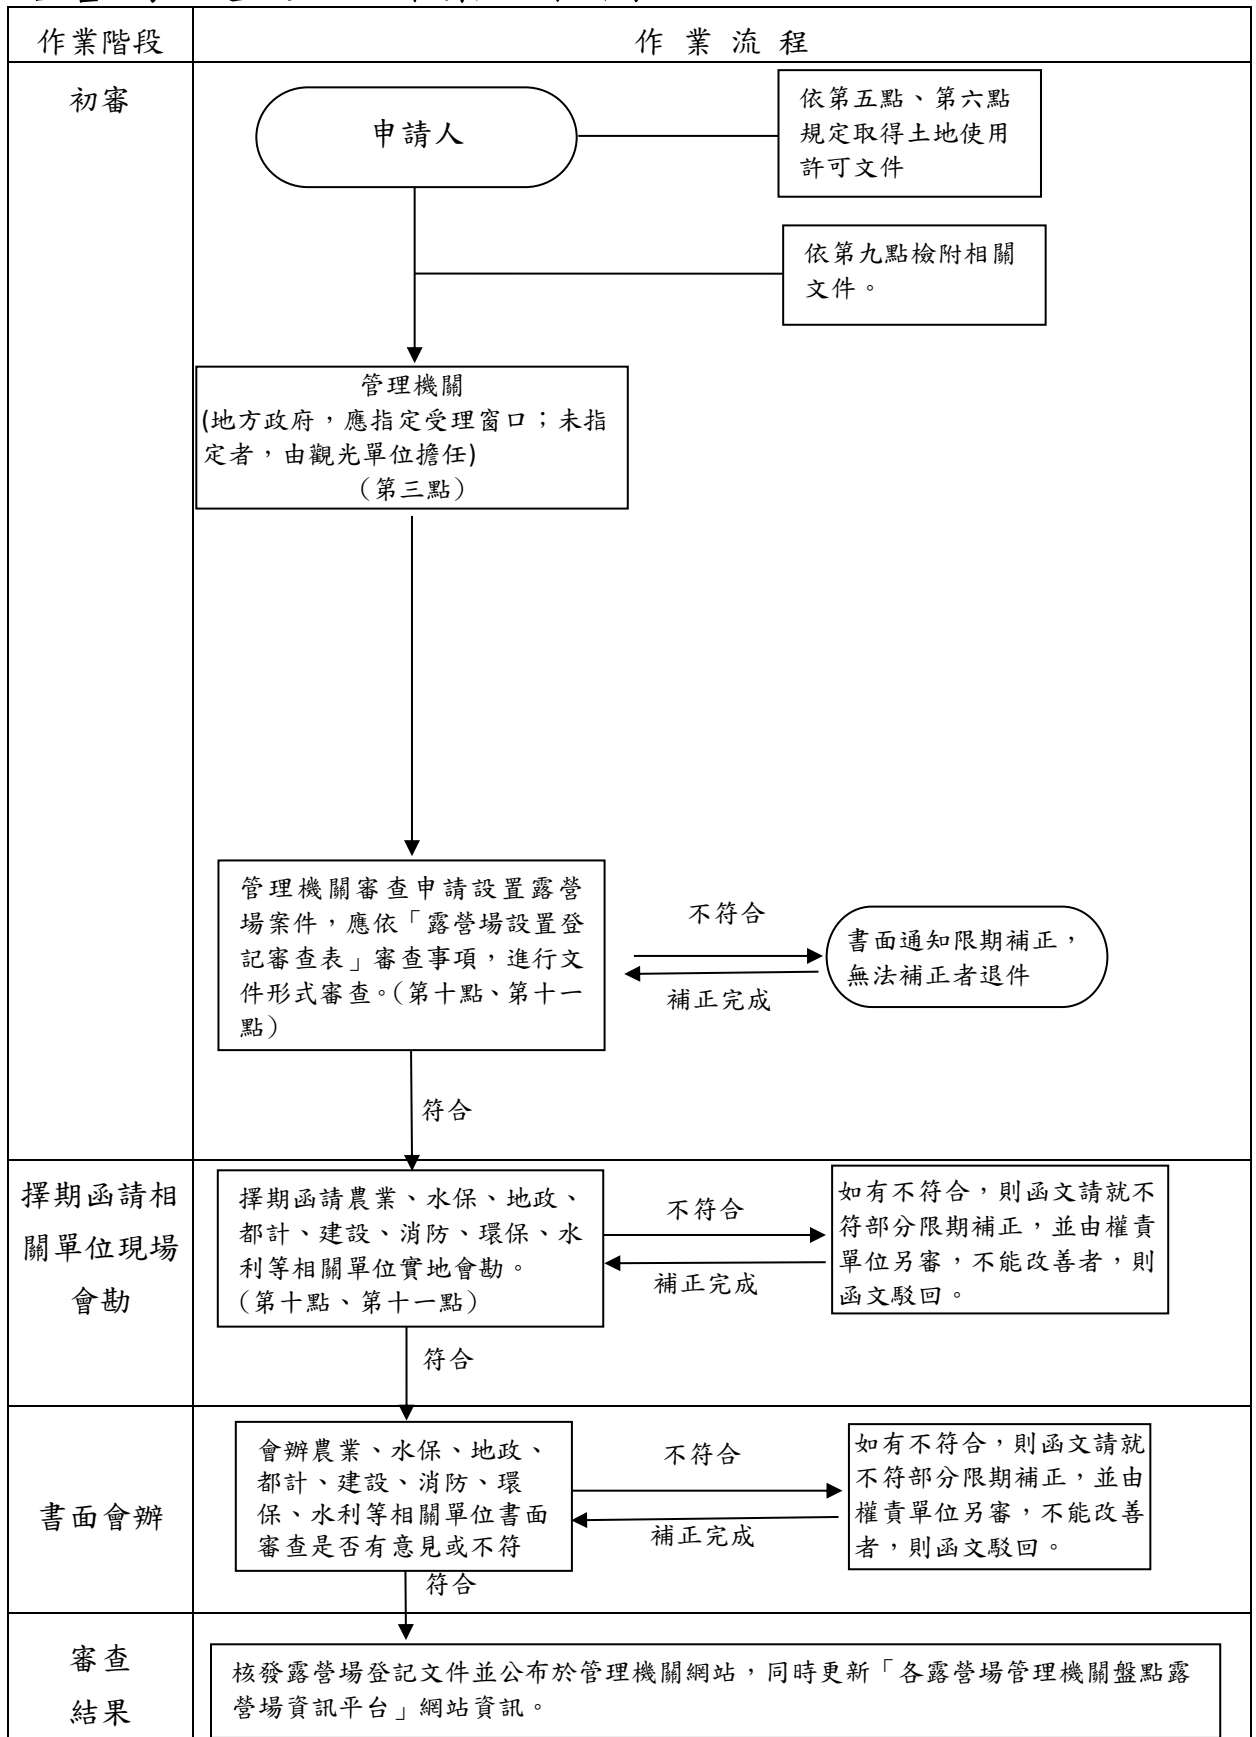 作業階段
作 業 流 程
初審
申請人
依第五點、第六點
規定取得土地使用
許可文件
依第九點檢附相關
文件。
管理機關
(地方政府，應指定受理窗口；未指
定者，由觀光單位擔任)
（第三點）
管理機關審查申請設置露營
場案件，應依「露營場設置登
記審查表」審查事項，進行文
件形式審查。（第十點、第十一
點）
不符合
補正完成
書面通知限期補正，
無法補正者退件
符合
擇期函請相
關單位現場
會勘
擇期函請農業、水保、地政、
都計、建設、消防、環保、水
利等相關單位實地會勘。
（第十點、第十一點）
不符合
補正完成
如有不符合，則函文請就不
符部分限期補正，並由權責
單位另審，不能改善者，則
函文駁回。
符合
書面會辦
會辦農業、水保、地政、
都計、建設、消防、環
保、水利等相關單位書面
審查是否有意見或不符
不符合
補正完成
如有不符合，則函文請就
不符部分限期補正，並由
權責單位另審，不能改善
者，則函文駁回。
符合
審查
結果
核發露營場登記文件並公布於管理機關網站，同時更新「各露營場管理機關盤點露
營場資訊平台」網站資訊。